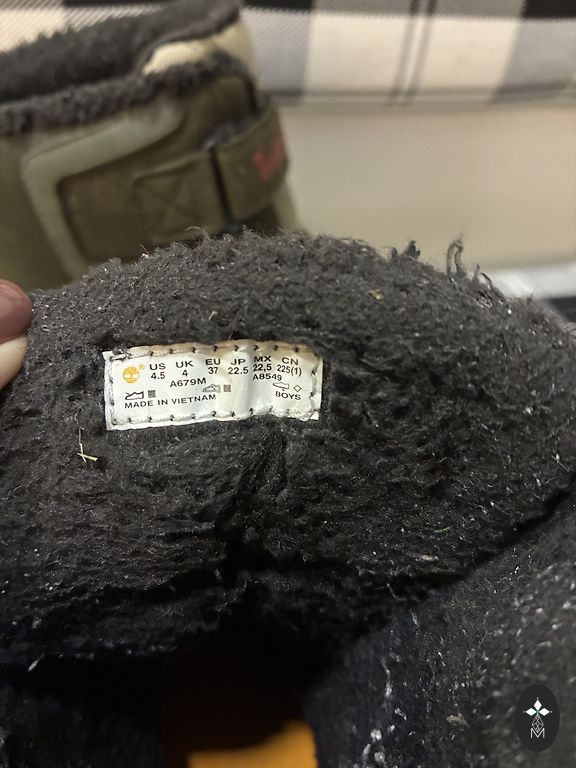 US UK EU JP MX CN
4.5 4 37 22.5 22,5 225(1)
A679M A8549
MADE IN VIETNAM BOYS